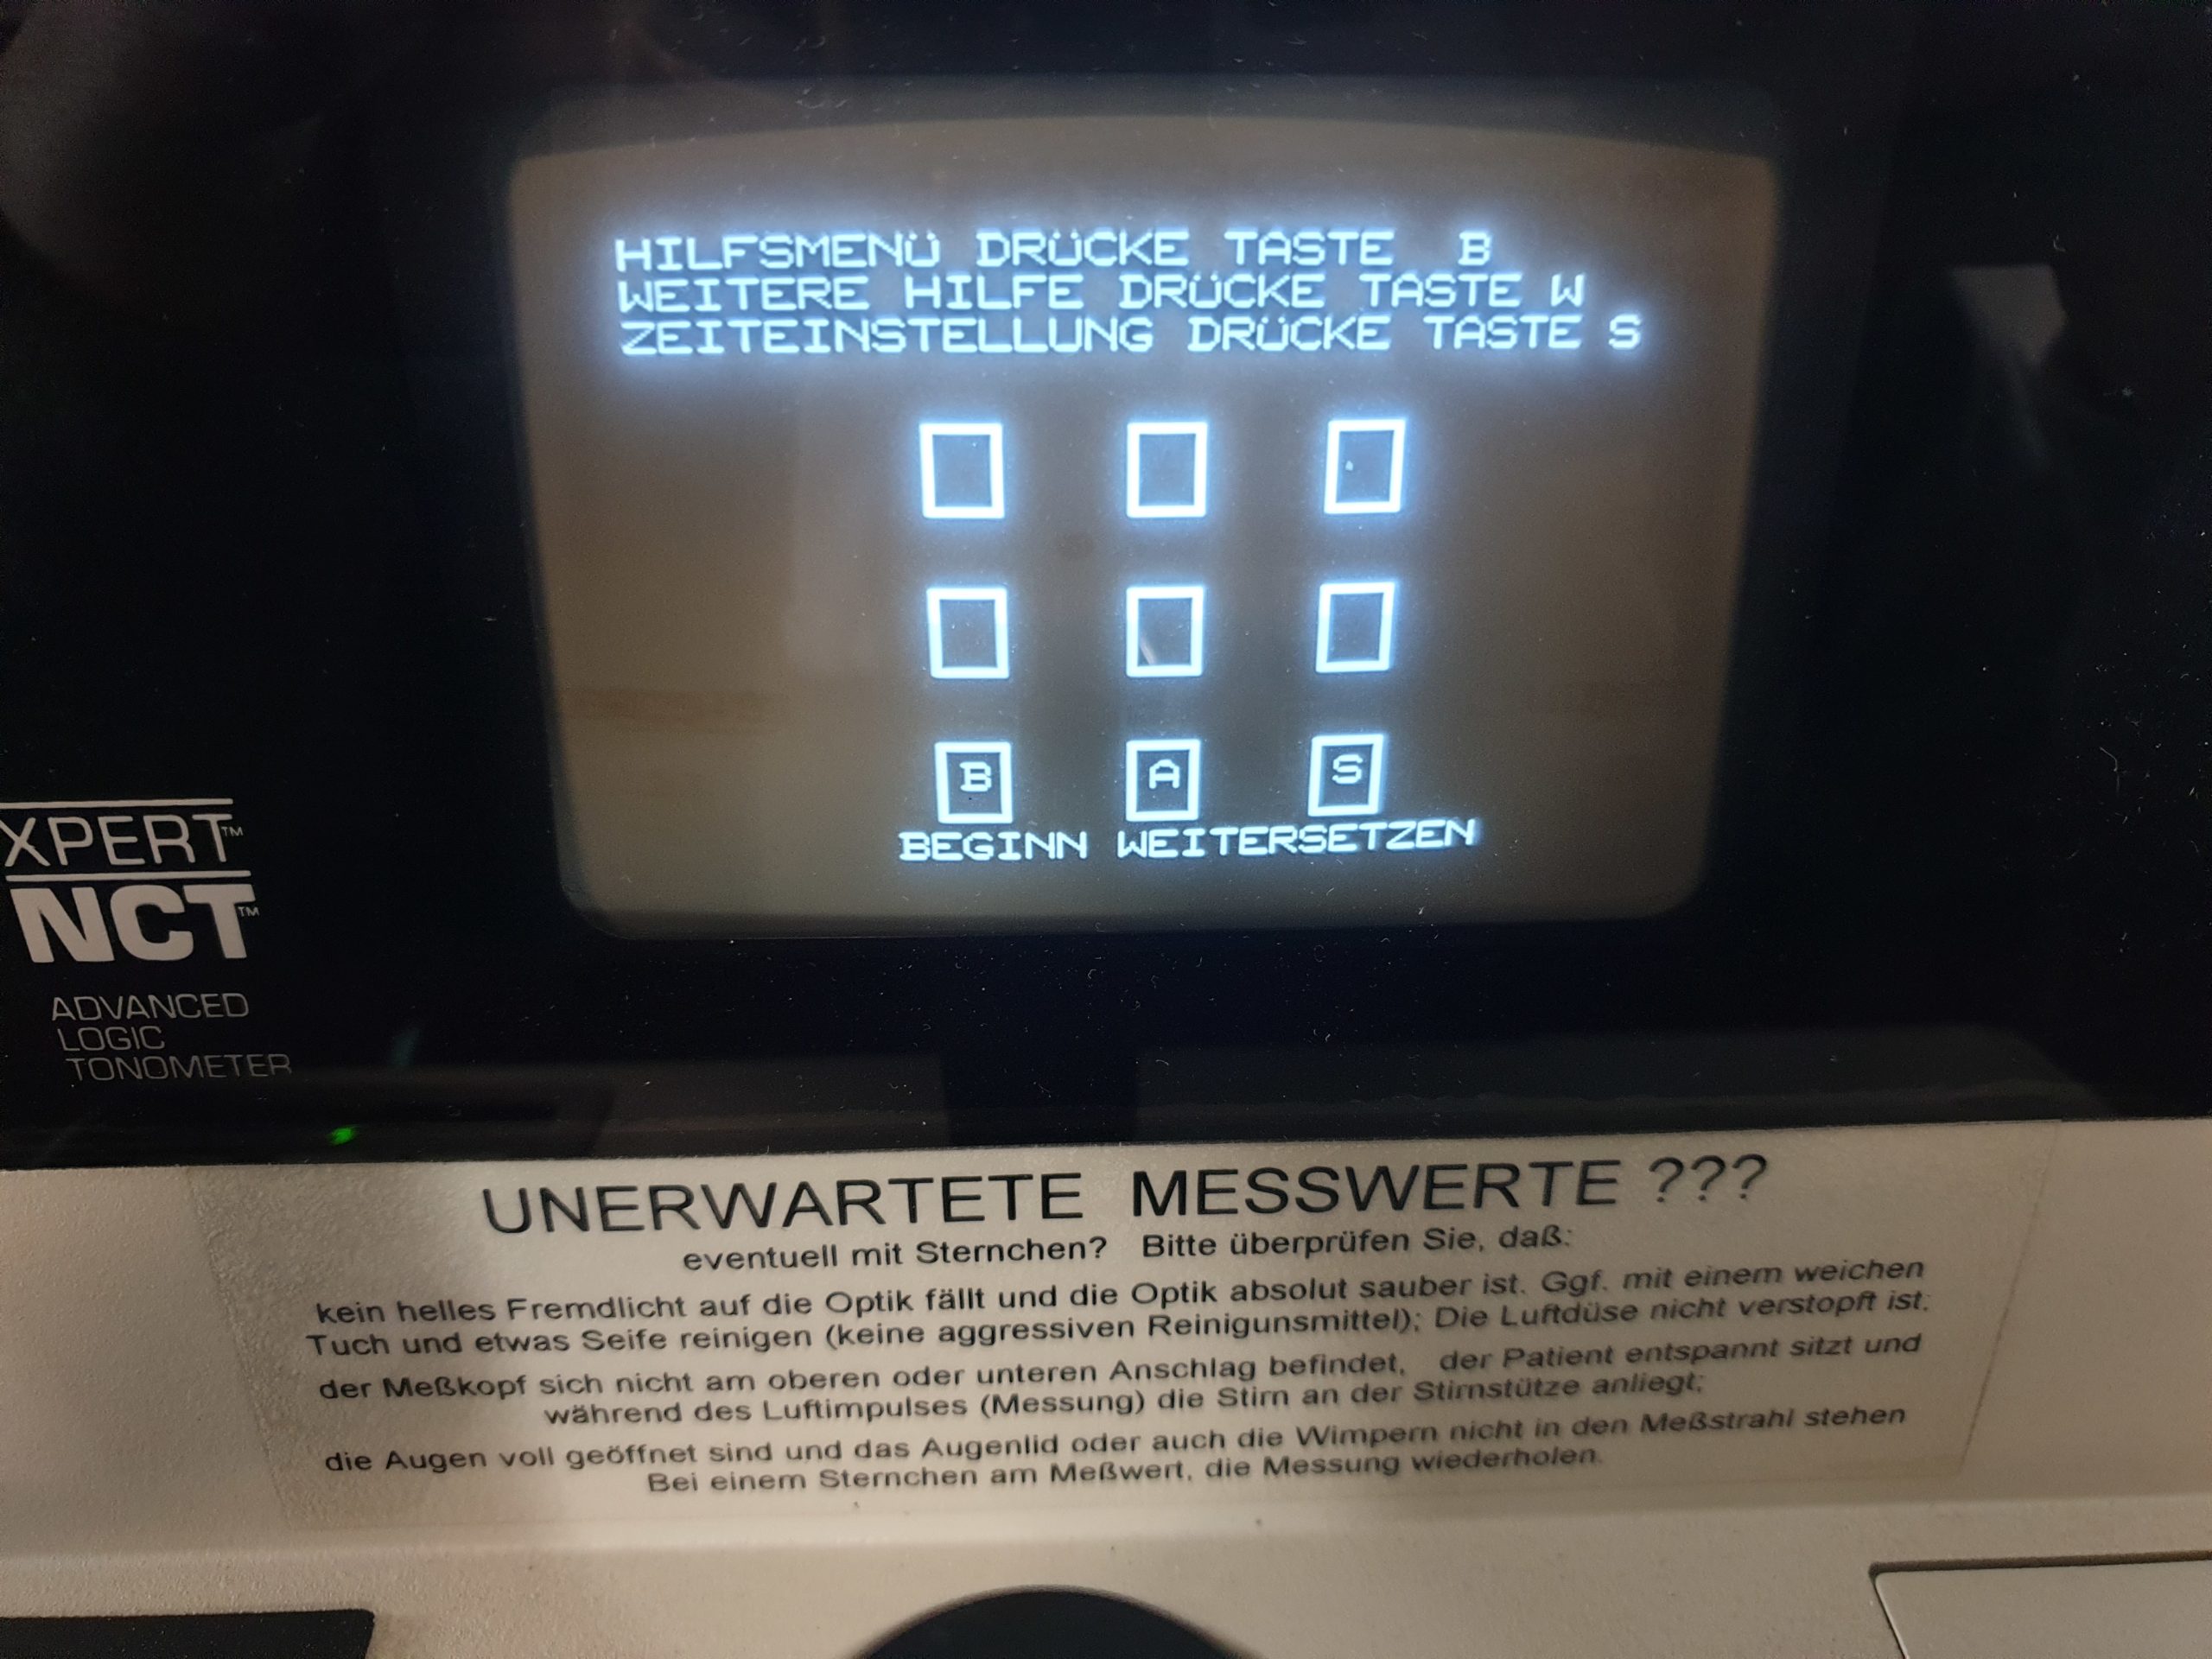 HILFSMENÜ DRÜCKE TASTE B
WEITERE HILFE DRÜCKE TASTE W
ZEITEINSTELLUNG DRÜCKE TASTE S
B A S
BEGINN WEITERSETZEN
XPERT™
NCT™
ADVANCED
LOGIC
TONOMETER
UNERWARTETE MESSWERTE ???
eventuell mit Sternchen? Bitte überprüfen Sie, daß:
kein helles Fremdlicht auf die Optik fällt und die Optik absolut sauber ist. Ggf. mit einem weichen
Tuch und etwas Seife reinigen (keine aggressiven Reinigunsmittel); Die Luftdüse nicht verstopft ist;
der Meßkopf sich nicht am oberen oder unteren Anschlag befindet, der Patient entspannt sitzt und
während des Luftimpulses (Messung) die Stirn an der Stirnstütze anliegt;
die Augen voll geöffnet sind und das Augenlid oder auch die Wimpern nicht in den Meßstrahl stehen
Bei einem Sternchen am Meßwert, die Messung wiederholen.